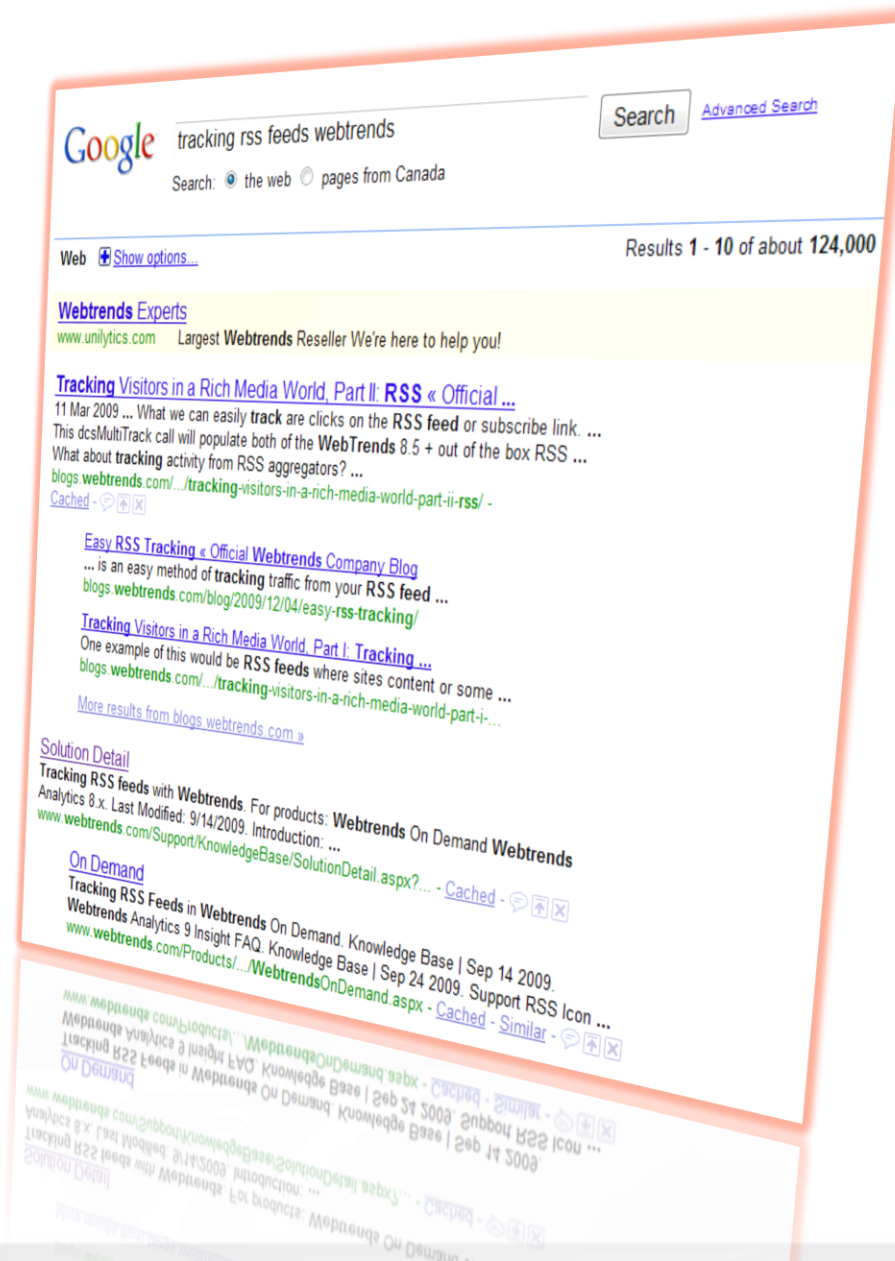 Google
tracking rss feeds webtrends
Search
Advanced Search
Search: the web pages from Canada
Web Show options...
Results 1 - 10 of about 124,000
Webtrends Experts
www.unilytics.com Largest Webtrends Reseller We're here to help you!
Tracking Visitors in a Rich Media World, Part II: RSS « Official ...
11 Mar 2009 ... What we can easily track are clicks on the RSS feed or subscribe link. ...
This dcsMultiTrack call will populate both of the WebTrends 8.5 + out of the box RSS ...
What about tracking activity from RSS aggregators? ...
blogs.webtrends.com/.../tracking-visitors-in-a-rich-media-world-part-ii-rss/ -
Cached -
Easy RSS Tracking « Official Webtrends Company Blog
... is an easy method of tracking traffic from your RSS feed ...
blogs.webtrends.com/blog/2009/12/04/easy-rss-tracking/
Tracking Visitors in a Rich Media World, Part I: Tracking ...
One example of this would be RSS feeds where sites content or some ...
blogs.webtrends.com/.../tracking-visitors-in-a-rich-media-world-part-i-...
More results from blogs.webtrends.com »
Solution Detail
Tracking RSS feeds with Webtrends. For products: Webtrends On Demand Webtrends
Analytics 8.x. Last Modified: 9/14/2009. Introduction: ...
www.webtrends.com/Support/KnowledgeBase/SolutionDetail.aspx?... - Cached -
On Demand
Tracking RSS Feeds in Webtrends On Demand. Knowledge Base | Sep 14 2009.
Webtrends Analytics 9 Insight FAQ. Knowledge Base | Sep 24 2009. Support RSS Icon ...
www.webtrends.com/Products/.../WebtrendsOnDemand.aspx - Cached - Similar -